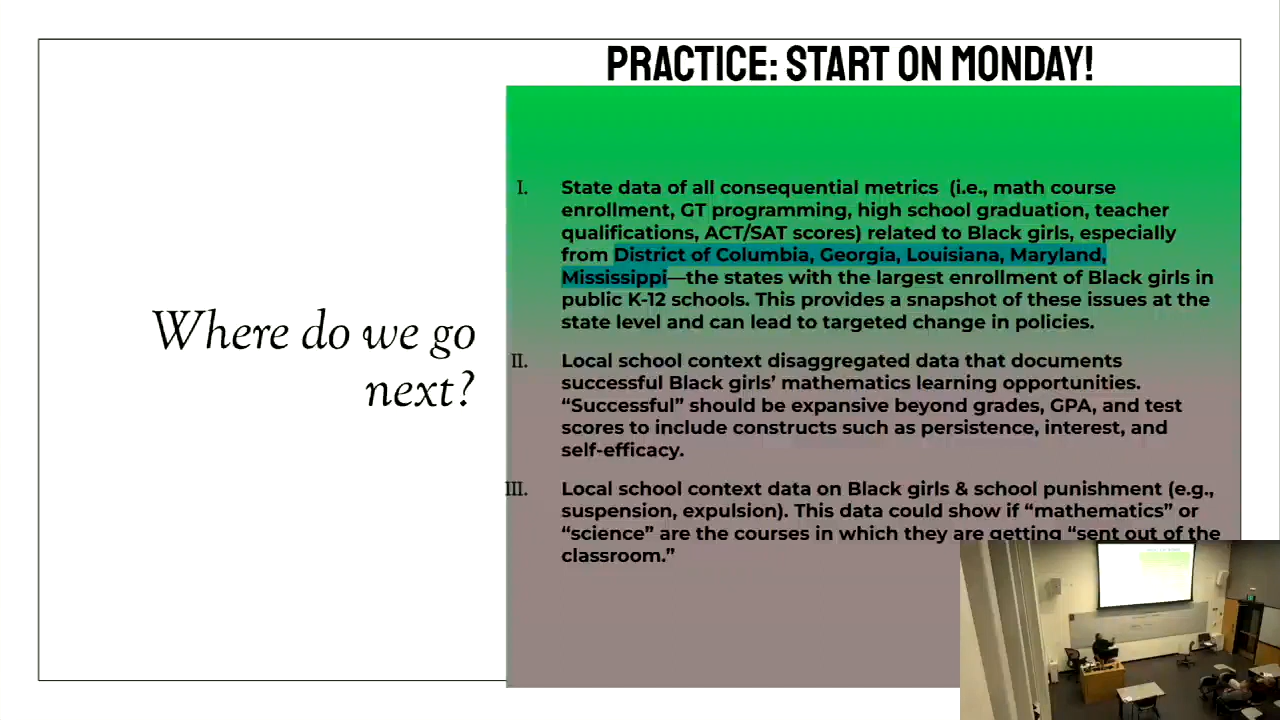 PRACTICE: START ON MONDAY!
Where do we go
next?
I. State data of all consequential metrics (i.e., math course
enrollment, GT programming, high school graduation, teacher
qualifications, ACT/SAT scores) related to Black girls, especially
from District of Columbia, Georgia, Louisiana, Maryland,
Mississippi—the states with the largest enrollment of Black girls in
public K-12 schools. This provides a snapshot of these issues at the
state level and can lead to targeted change in policies.
II. Local school context disaggregated data that documents
successful Black girls’ mathematics learning opportunities.
“Successful” should be expansive beyond grades, GPA, and test
scores to include constructs such as persistence, interest, and
self-efficacy.
III. Local school context data on Black girls & school punishment (e.g.,
suspension, expulsion). This data could show if “mathematics” or
“science” are the courses in which they are getting “sent out of the
classroom.”